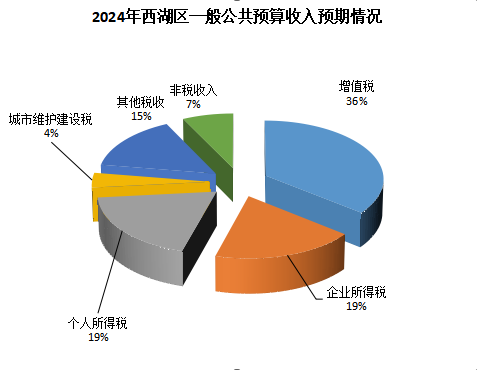 2024年西湖区一般公共预算收入预期情况
非税收入
7%
增值税
36%
其他税收
15%
城市维护建设税
4%
企业所得税
19%
个人所得税
19%